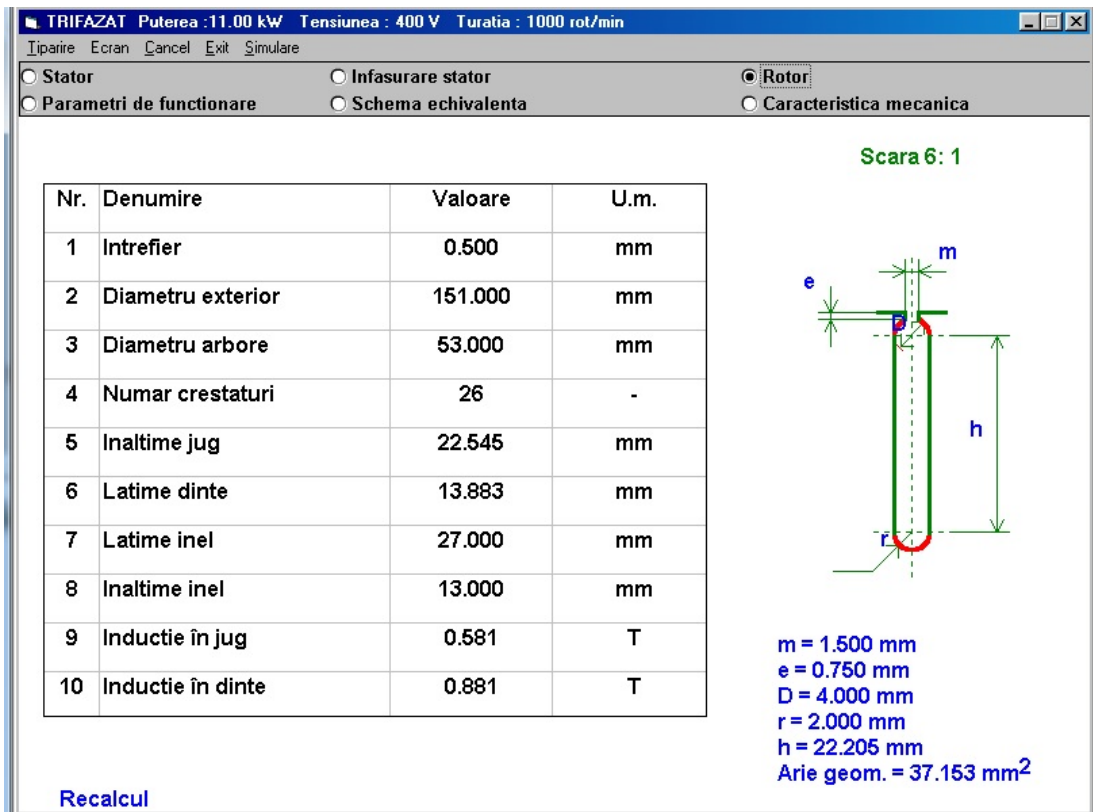 TRIFAZAT Puterea :11.00 kW Tensiunea : 400 V Turatia : 1000 rot/min
Tiparire Ecran Cancel Exit Simulare
Stator Infasurare stator Rotor
Parametri de functionare Schema echivalenta Caracteristica mecanica
Scara 6: 1
Nr. Denumire Valoare U.m.
1 Intrefier 0.500 mm
2 Diametru exterior 151.000 mm
3 Diametru arbore 53.000 mm
4 Numar crestaturi 26 -
5 Inaltime jug 22.545 mm
6 Latime dinte 13.883 mm
7 Latime inel 27.000 mm
8 Inaltime inel 13.000 mm
9 Inductie în jug 0.581 T
10 Inductie în dinte 0.881 T
m
e
D
h
r
m = 1.500 mm
e = 0.750 mm
D = 4.000 mm
r = 2.000 mm
h = 22.205 mm
Arie geom. = 37.153 mm2
Recalcul